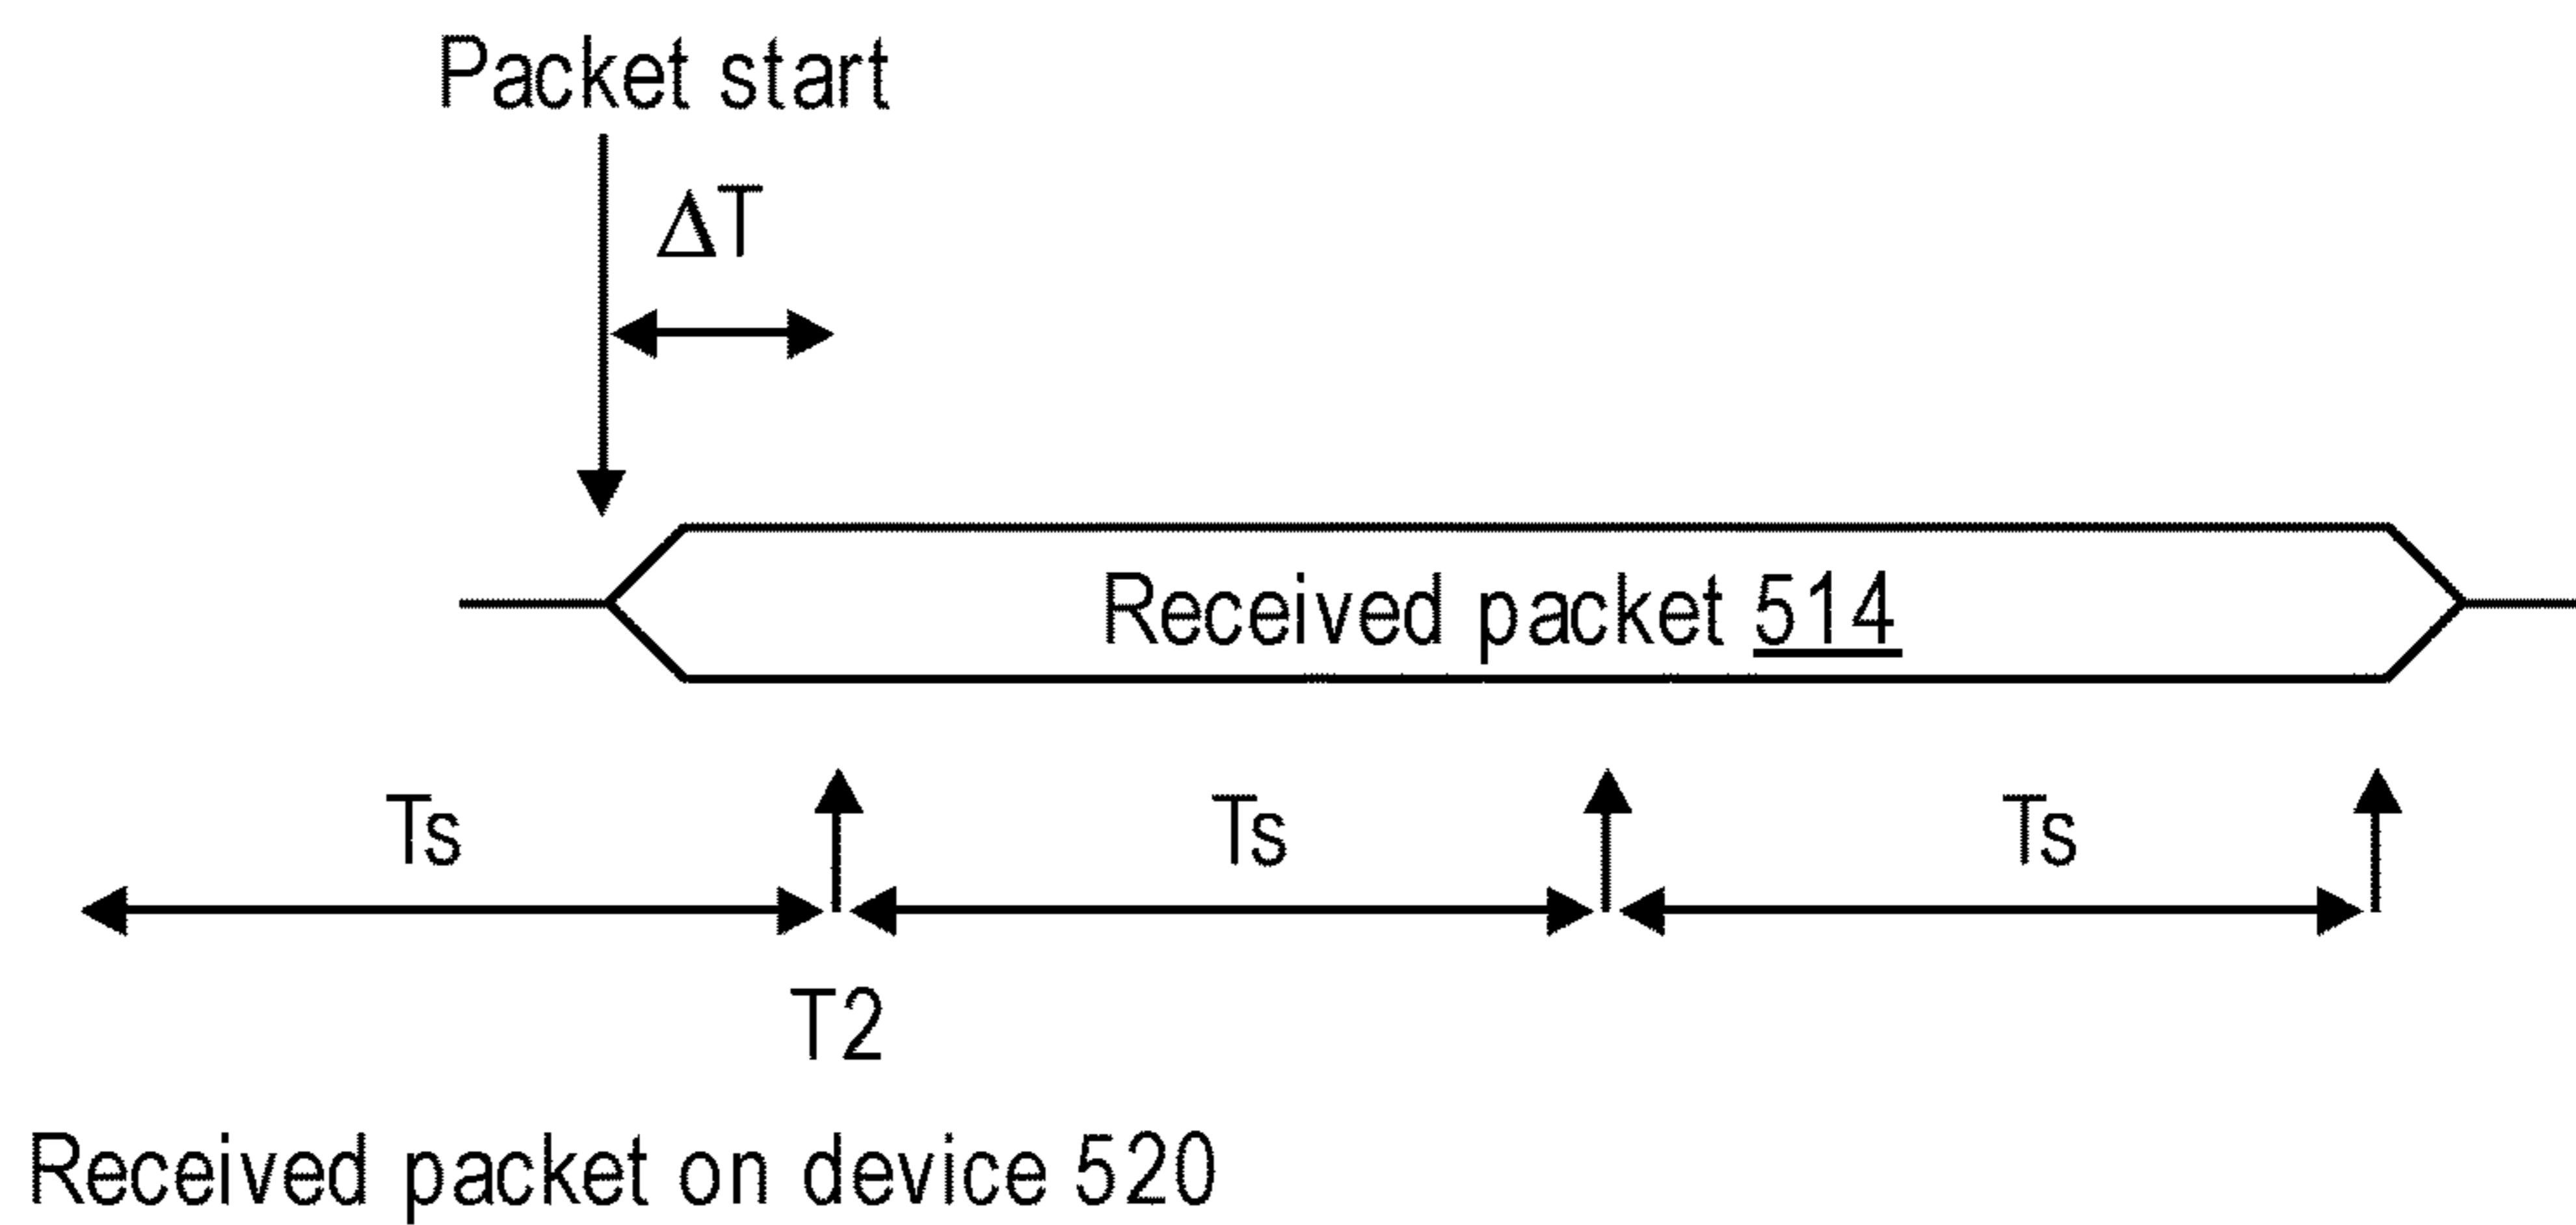 Packet start
ΔT
Received packet 514
Ts Ts Ts
T2
Received packet on device 520